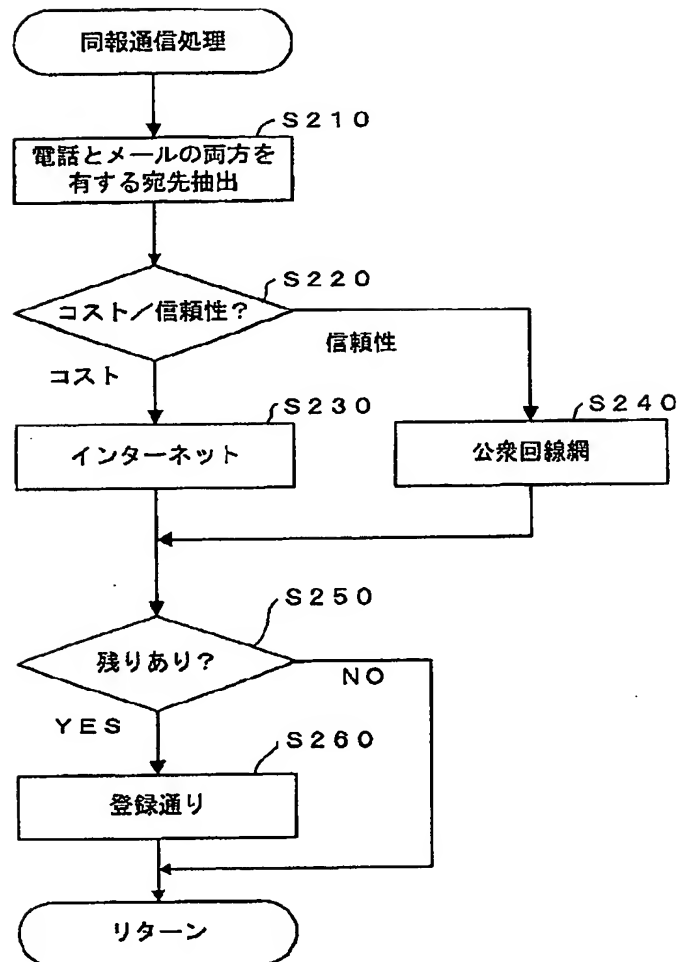 同報通信処理
S210
電話とメールの両方を
有する宛先抽出
S220
コスト/信頼性?
信頼性
コスト
S230
インターネット
S240
公衆回線網
S250
残りあり?
NO
YES
S260
登録通り
リターン